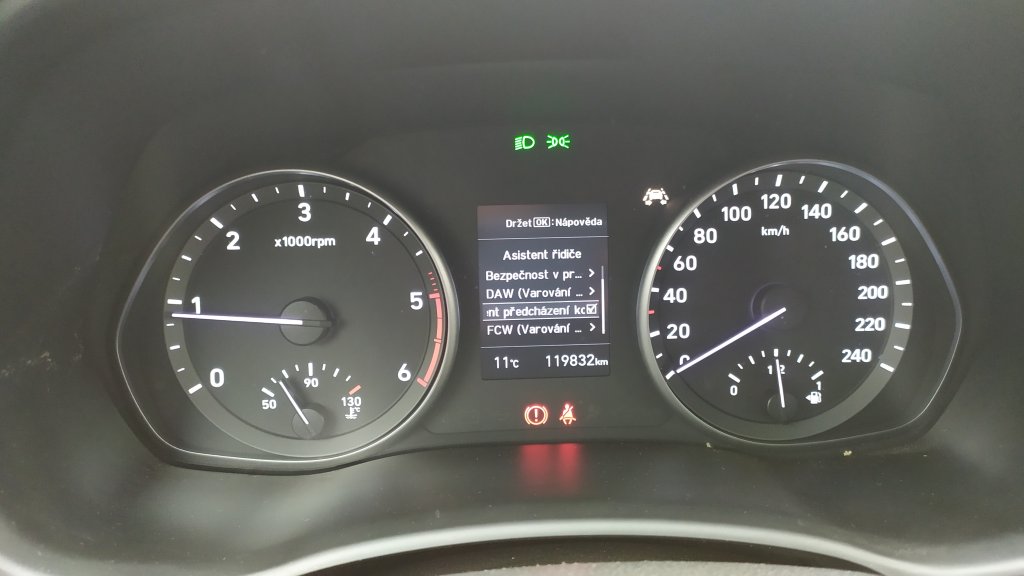 Držet OK : Nápověda
Asistent řidiče
Bezpečnost v pr... >
DAW (Varování ... >
nt předcházení kc
FCW (Varování ... >
11°C 119832 km
0 1 2 3 4 5 6
x1000rpm
50 90 130
°C
0 20 40 60 80 100 120 140 160 180 200 220 240
km/h
0 1/2 1